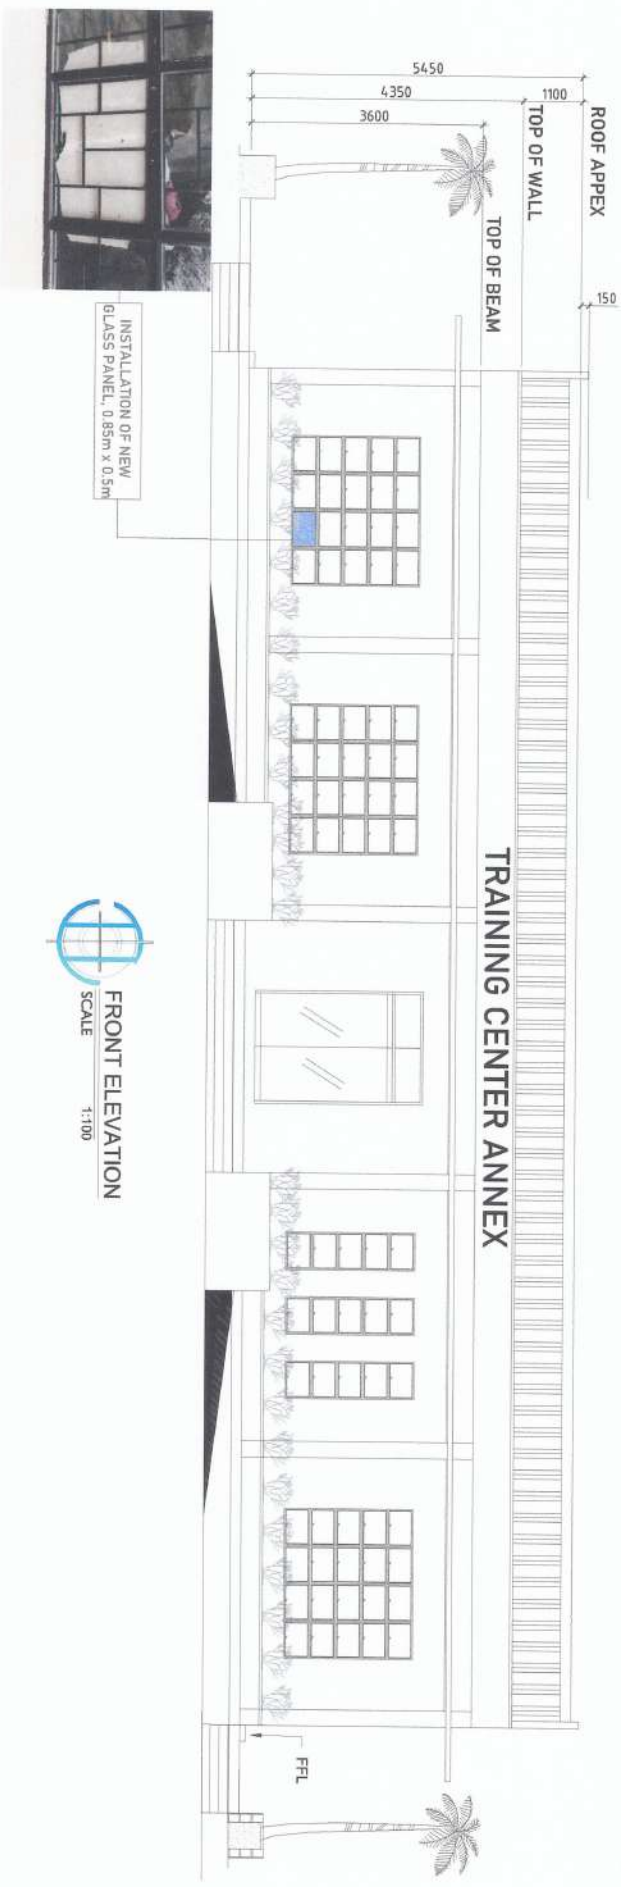 5450
4350
1100
3600
150
ROOF APPEX
TOP OF WALL
TOP OF BEAM
TRAINING CENTER ANNEX
INSTALLATION OF NEW
GLASS PANEL, 0.85m x 0.5m
FFL
FRONT ELEVATION
SCALE 1:100